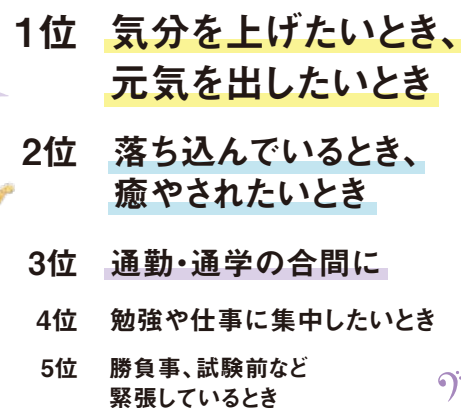 1位 気分を上げたいとき、
元気を出したいとき
2位 落ち込んでいるとき、
癒やされたいとき
3位 通勤・通学の合間に
4位 勉強や仕事に集中したいとき
5位 勝負事、試験前など
緊張しているとき